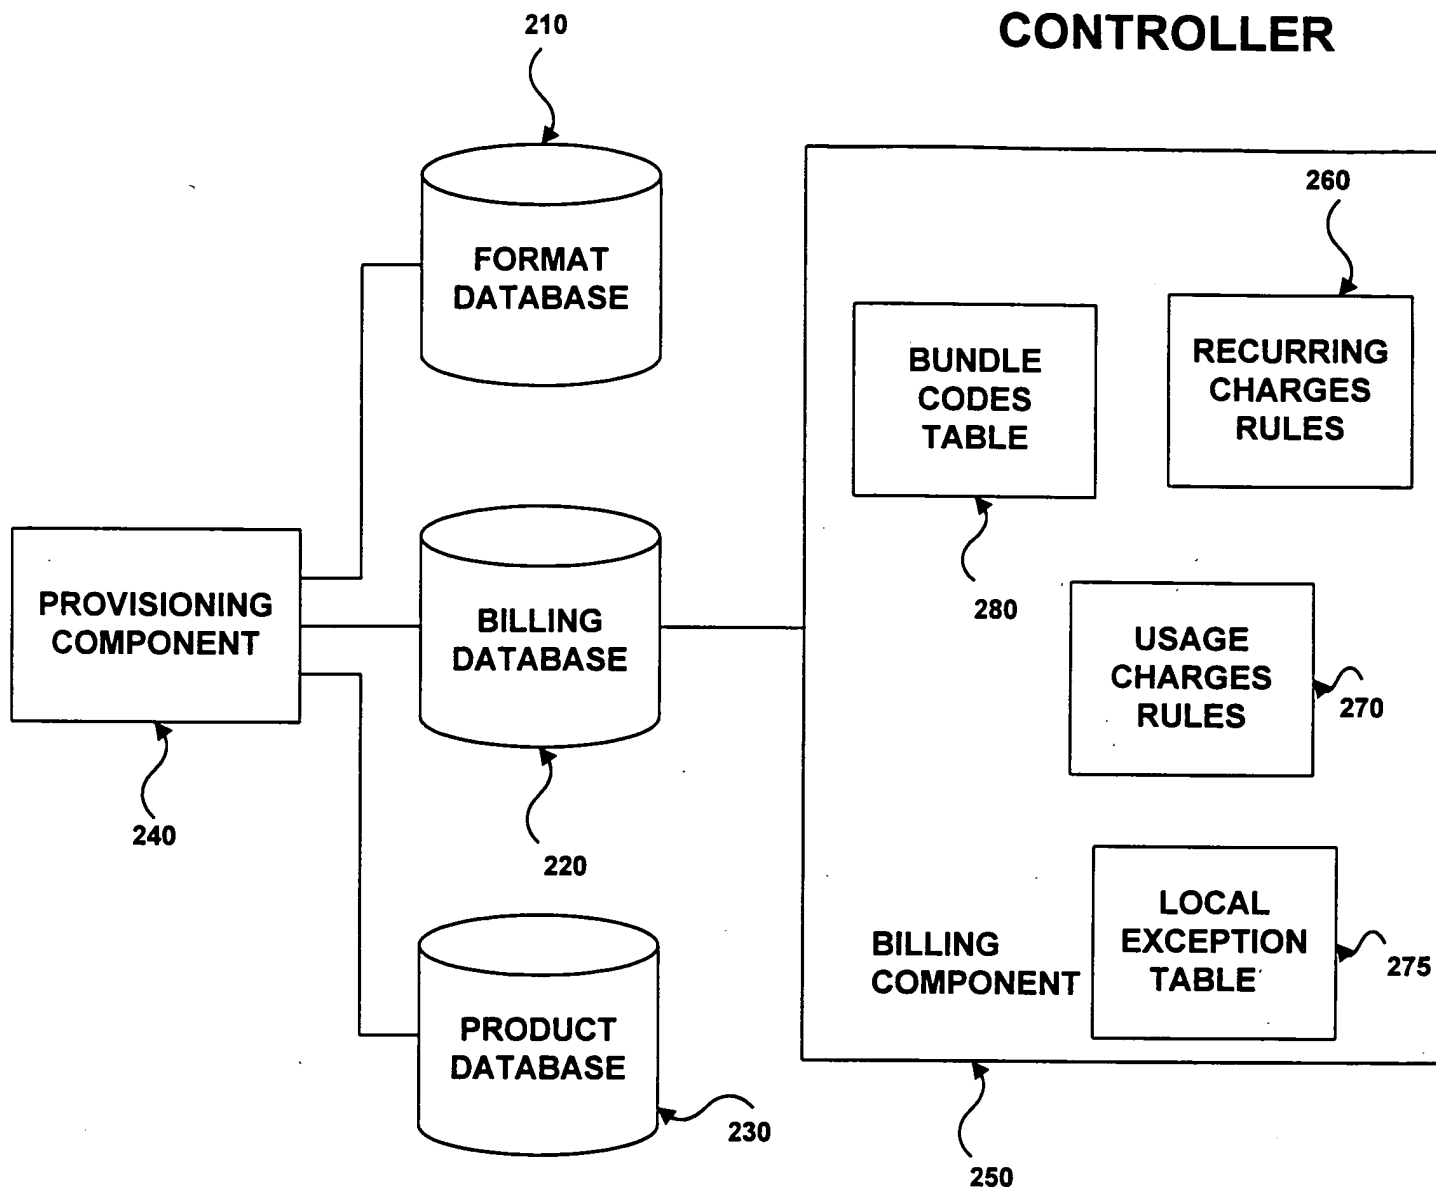 CONTROLLER
210
FORMAT
DATABASE
260
BUNDLE
CODES
TABLE
RECURRING
CHARGES
RULES
280
PROVISIONING
COMPONENT
BILLING
DATABASE
USAGE
CHARGES
RULES
270
240
220
LOCAL
EXCEPTION
TABLE
275
BILLING
COMPONENT
PRODUCT
DATABASE
230
250